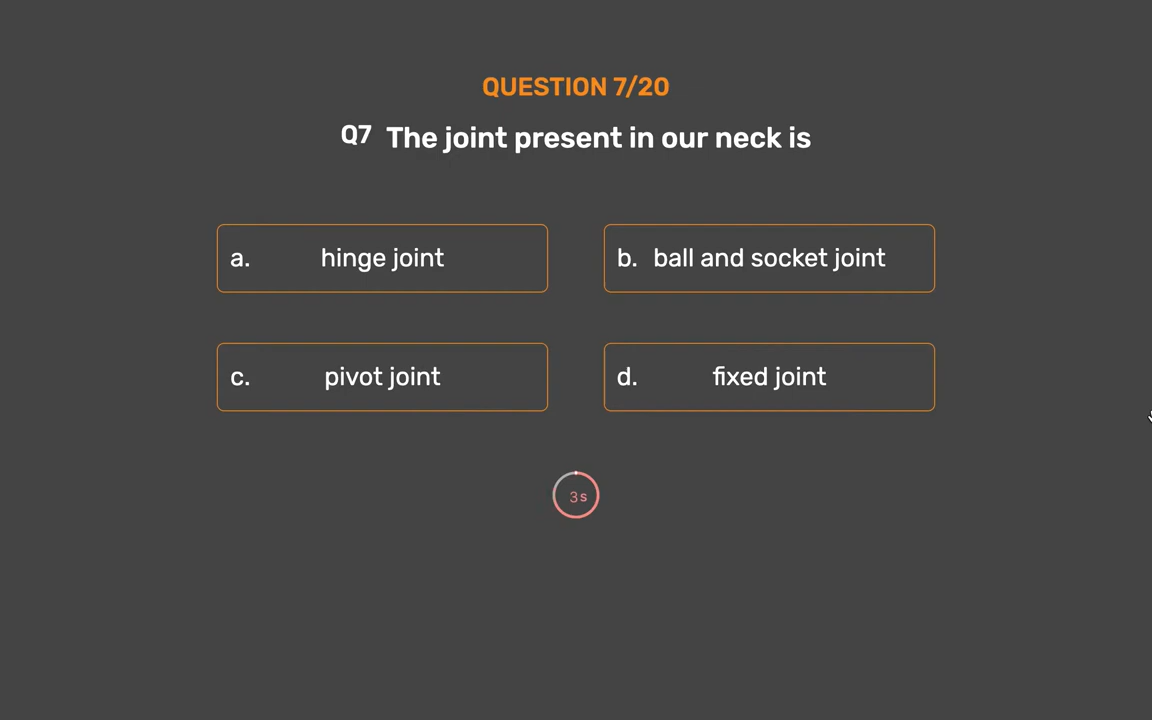 QUESTION 7/20
Q7 The joint present in our neck is
a. hinge joint
b. ball and socket joint
c. pivot joint
d. fixed joint
3s